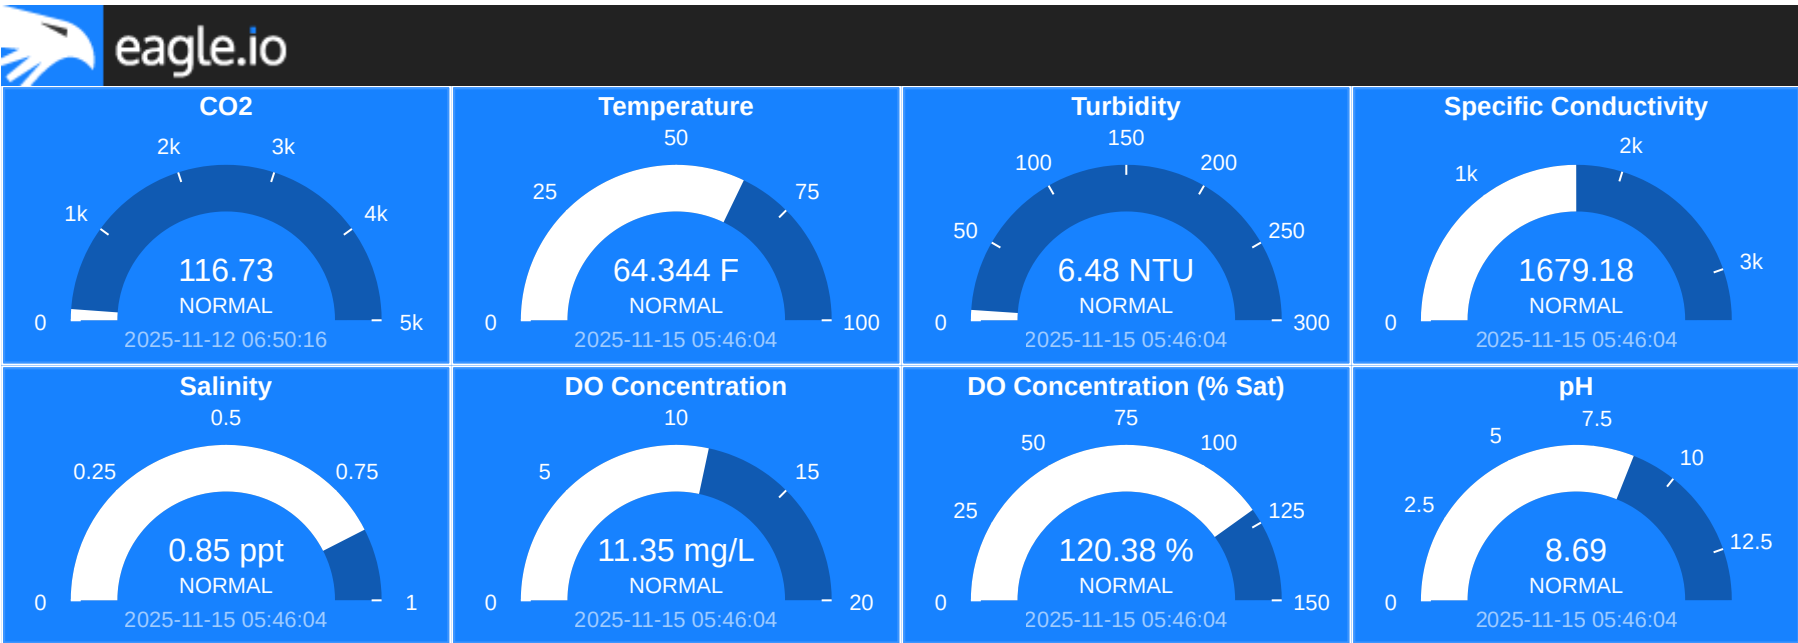 eagle.io
CO2
2k 3k
1k 4k
116.73
NORMAL
0 5k
2025-11-12 06:50:16
Temperature
50
25 75
64.344 F
NORMAL
0 100
2025-11-15 05:46:04
Turbidity
150
100 200
50 250
6.48 NTU
NORMAL
0 300
2025-11-15 05:46:04
Specific Conductivity
2k
1k
3k
1679.18
NORMAL
0
2025-11-15 05:46:04
Salinity
0.5
0.25 0.75
0.85 ppt
NORMAL
0 1
2025-11-15 05:46:04
DO Concentration
10
5 15
11.35 mg/L
NORMAL
0 20
2025-11-15 05:46:04
DO Concentration (% Sat)
75
50 100
25 125
120.38 %
NORMAL
0 150
2025-11-15 05:46:04
pH
7.5
5
10
2.5
12.5
8.69
NORMAL
0
2025-11-15 05:46:04